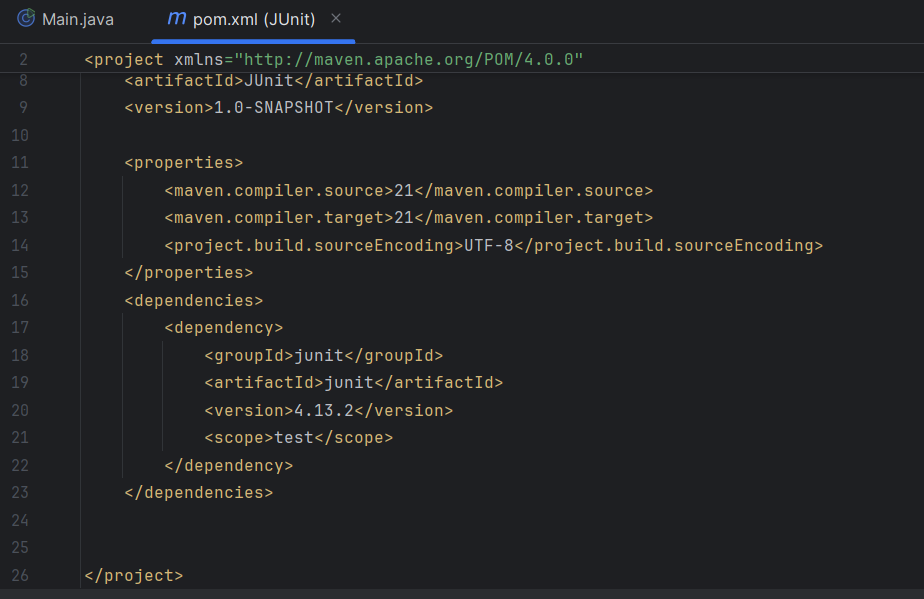 Main.java
m pom.xml (JUnit) ×
2 <project xmlns="http://maven.apache.org/POM/4.0.0"
8 <artifactId>JUnit</artifactId>
9 <version>1.0-SNAPSHOT</version>
10
11 <properties>
12 <maven.compiler.source>21</maven.compiler.source>
13 <maven.compiler.target>21</maven.compiler.target>
14 <project.build.sourceEncoding>UTF-8</project.build.sourceEncoding>
15 </properties>
16 <dependencies>
17 <dependency>
18 <groupId>junit</groupId>
19 <artifactId>junit</artifactId>
20 <version>4.13.2</version>
21 <scope>test</scope>
22 </dependency>
23 </dependencies>
24
25
26 </project>